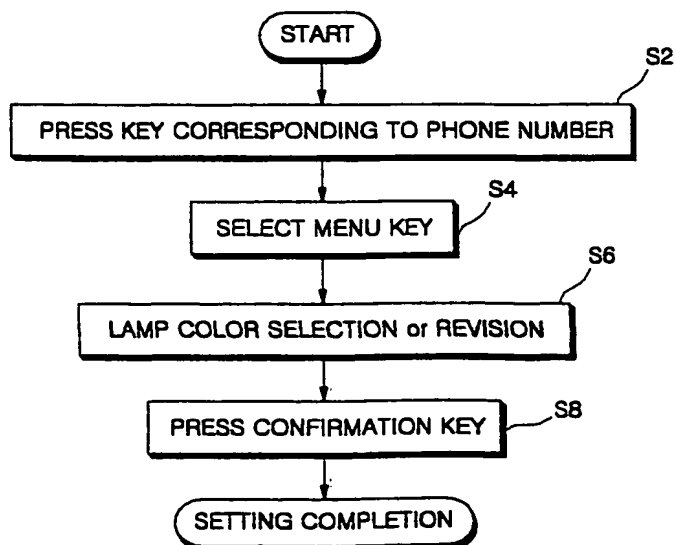 START
S2
PRESS KEY CORRESPONDING TO PHONE NUMBER
S4
SELECT MENU KEY
S6
LAMP COLOR SELECTION or REVISION
S8
PRESS CONFIRMATION KEY
SETTING COMPLETION